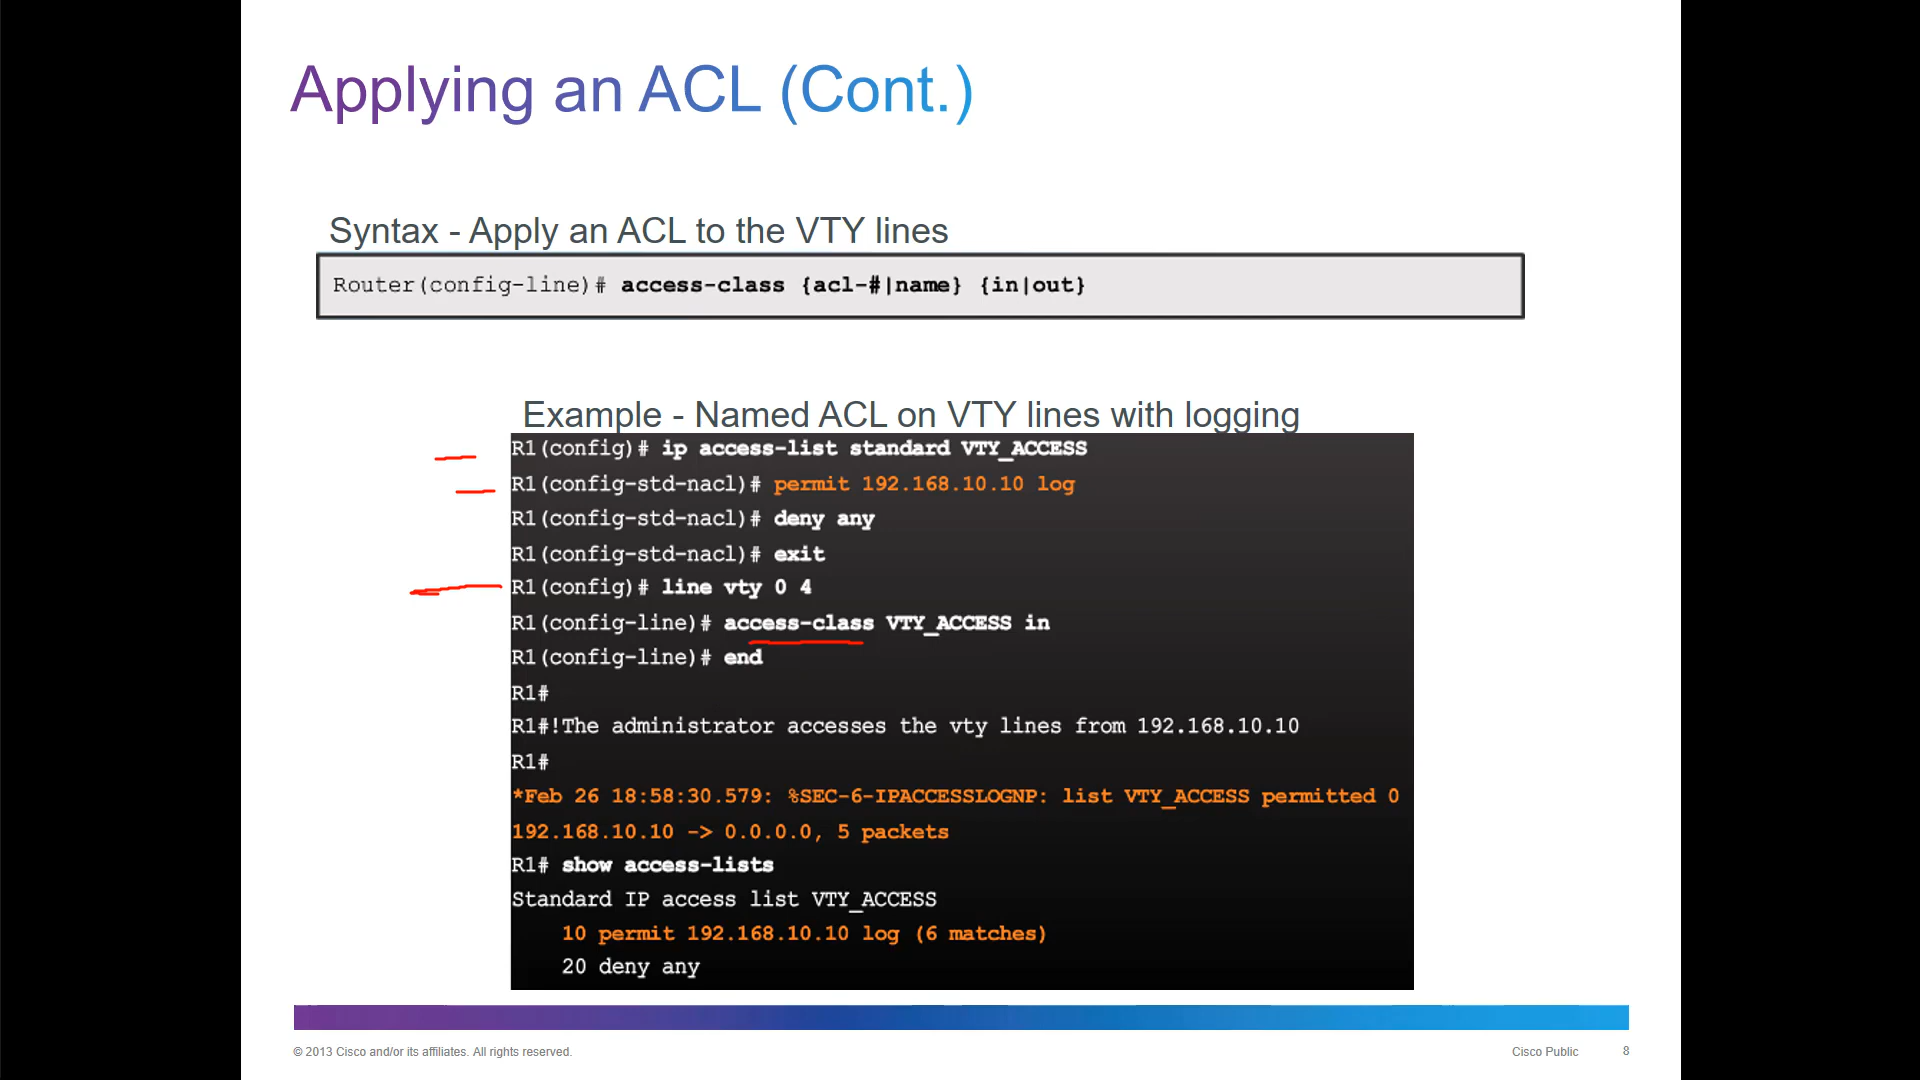 Applying an ACL (Cont.)
Syntax - Apply an ACL to the VTY lines
Router(config-line)# access-class {acl-#|name} {in|out}
Example - Named ACL on VTY lines with logging
R1(config)# ip access-list standard VTY_ACCESS
R1(config-std-nacl)# permit 192.168.10.10 log
R1(config-std-nacl)# deny any
R1(config-std-nacl)# exit
R1(config)# line vty 0 4
R1(config-line)# access-class VTY_ACCESS in
R1(config-line)# end
R1#
R1#!The administrator accesses the vty lines from 192.168.10.10
R1#
*Feb 26 18:58:30.579: %SEC-6-IPACCESSLOGNP: list VTY_ACCESS permitted 0
192.168.10.10 -> 0.0.0.0, 5 packets
R1# show access-lists
Standard IP access list VTY_ACCESS
10 permit 192.168.10.10 log (6 matches)
20 deny any
© 2013 Cisco and/or its affiliates. All rights reserved.
Cisco Public
8